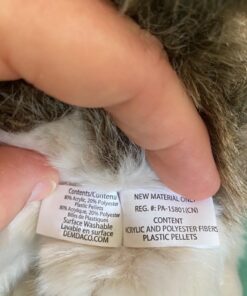 Contents/Contenu
80% Acrylic, 20% Polyester
Plastic Pellets
80% Acrylique, 20% Polyester
Billes de Plastiques
Surface Washable
Lavable en surface
DEMDACO.COM
NEW MATERIAL ONLY
REG. #: PA-15801(CN)
CONTENT
ACRYLIC AND POLYESTER FIBERS
PLASTIC PELLETS